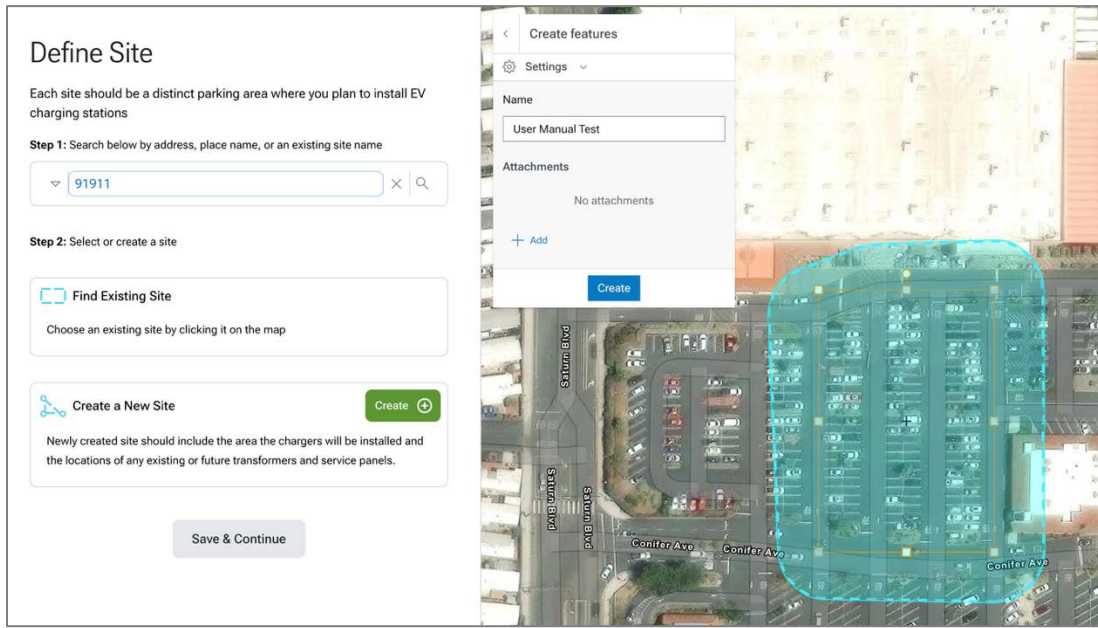 Define Site
Each site should be a distinct parking area where you plan to install EV
charging stations
Step 1: Search below by address, place name, or an existing site name
91911
Step 2: Select or create a site
Find Existing Site
Choose an existing site by clicking it on the map
Create a New Site
Create
Newly created site should include the area the chargers will be installed and
the locations of any existing or future transformers and service panels.
Save & Continue
Create features
Settings
Name
User Manual Test
Attachments
No attachments
Add
Create
Saturn Blvd
Saturn Blvd
Saturn Blvd
Conifer Ave
Conifer Ave
Conifer Ave